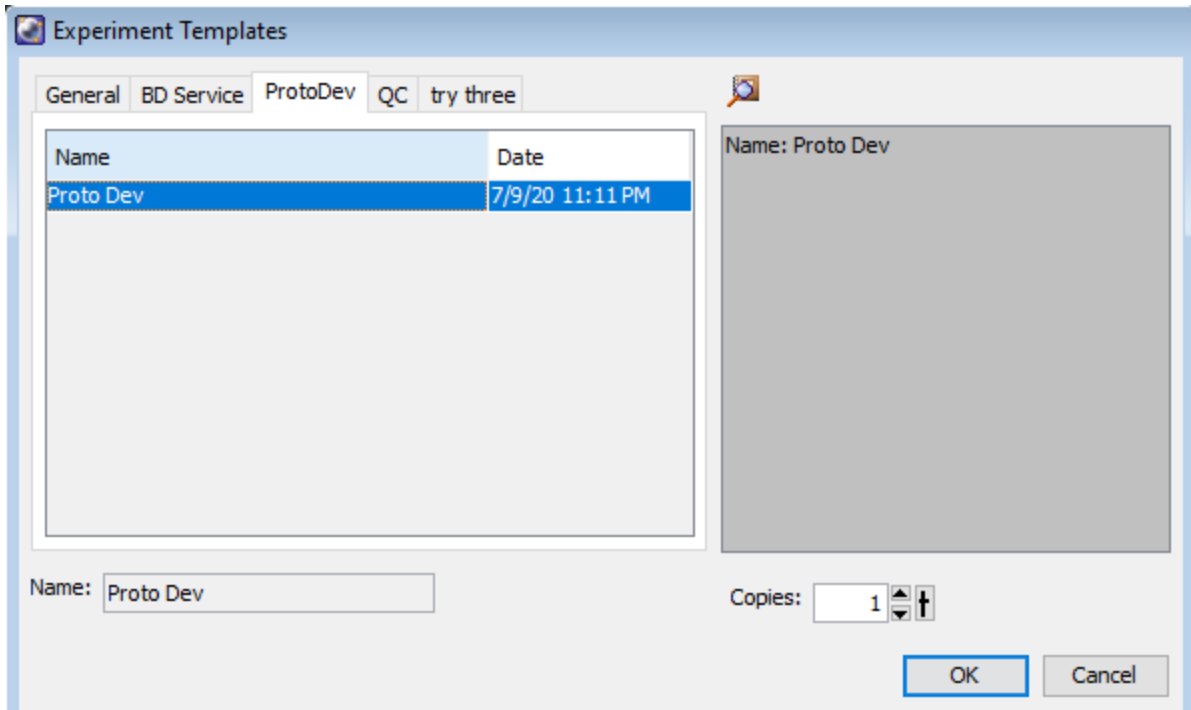 Experiment Templates
General BD Service ProtoDev QC try three
Name Date
Proto Dev 7/9/20 11:11 PM
Name: Proto Dev
Name: Proto Dev
Copies: 1
OK Cancel